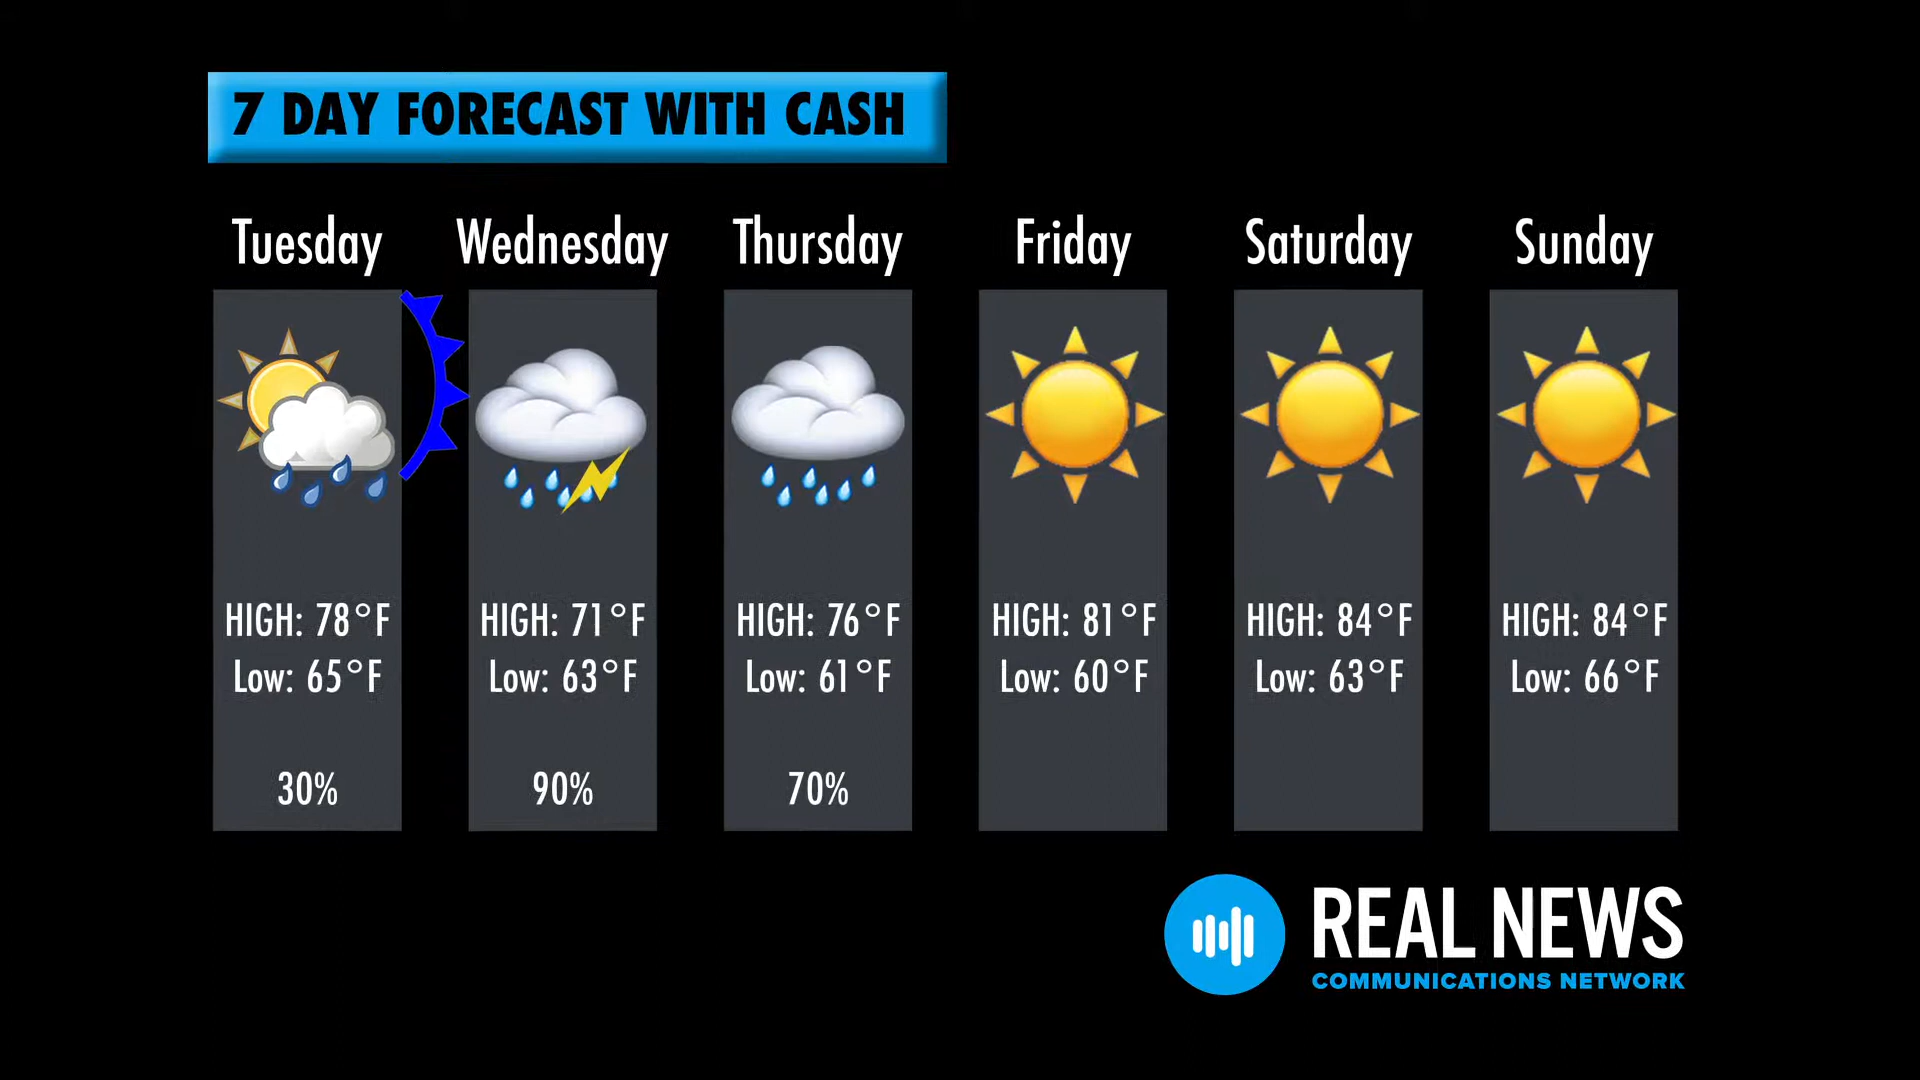 7 DAY FORECAST WITH CASH
Tuesday
HIGH: 78°F
Low: 65°F
30%
Wednesday
HIGH: 71°F
Low: 63°F
90%
Thursday
HIGH: 76°F
Low: 61°F
70%
Friday
HIGH: 81°F
Low: 60°F
Saturday
HIGH: 84°F
Low: 63°F
Sunday
HIGH: 84°F
Low: 66°F
REAL NEWS
COMMUNICATIONS NETWORK